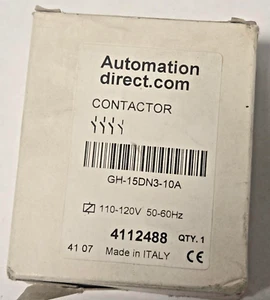 Automation
direct.com
CONTACTOR
GH-15DN3-10A
110-120V 50-60Hz
4112488 QTY. 1
41 07 Made in ITALY CE